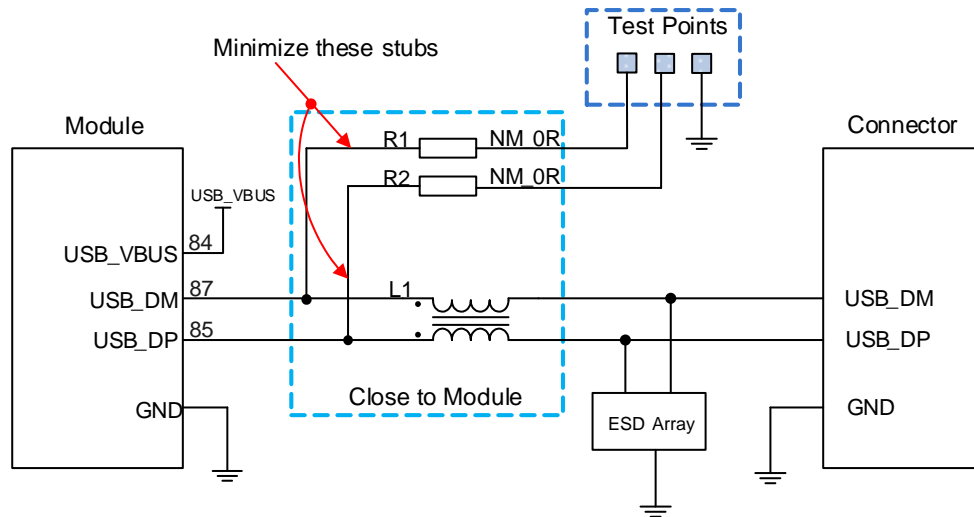 Test Points
Minimize these stubs
Module
Connector
R1
NM_0R
R2
NM_0R
USB_VBUS
USB_VBUS
84
USB_DM
87
L1
USB_DM
USB_DP
85
USB_DP
Close to Module
GND
ESD Array
GND